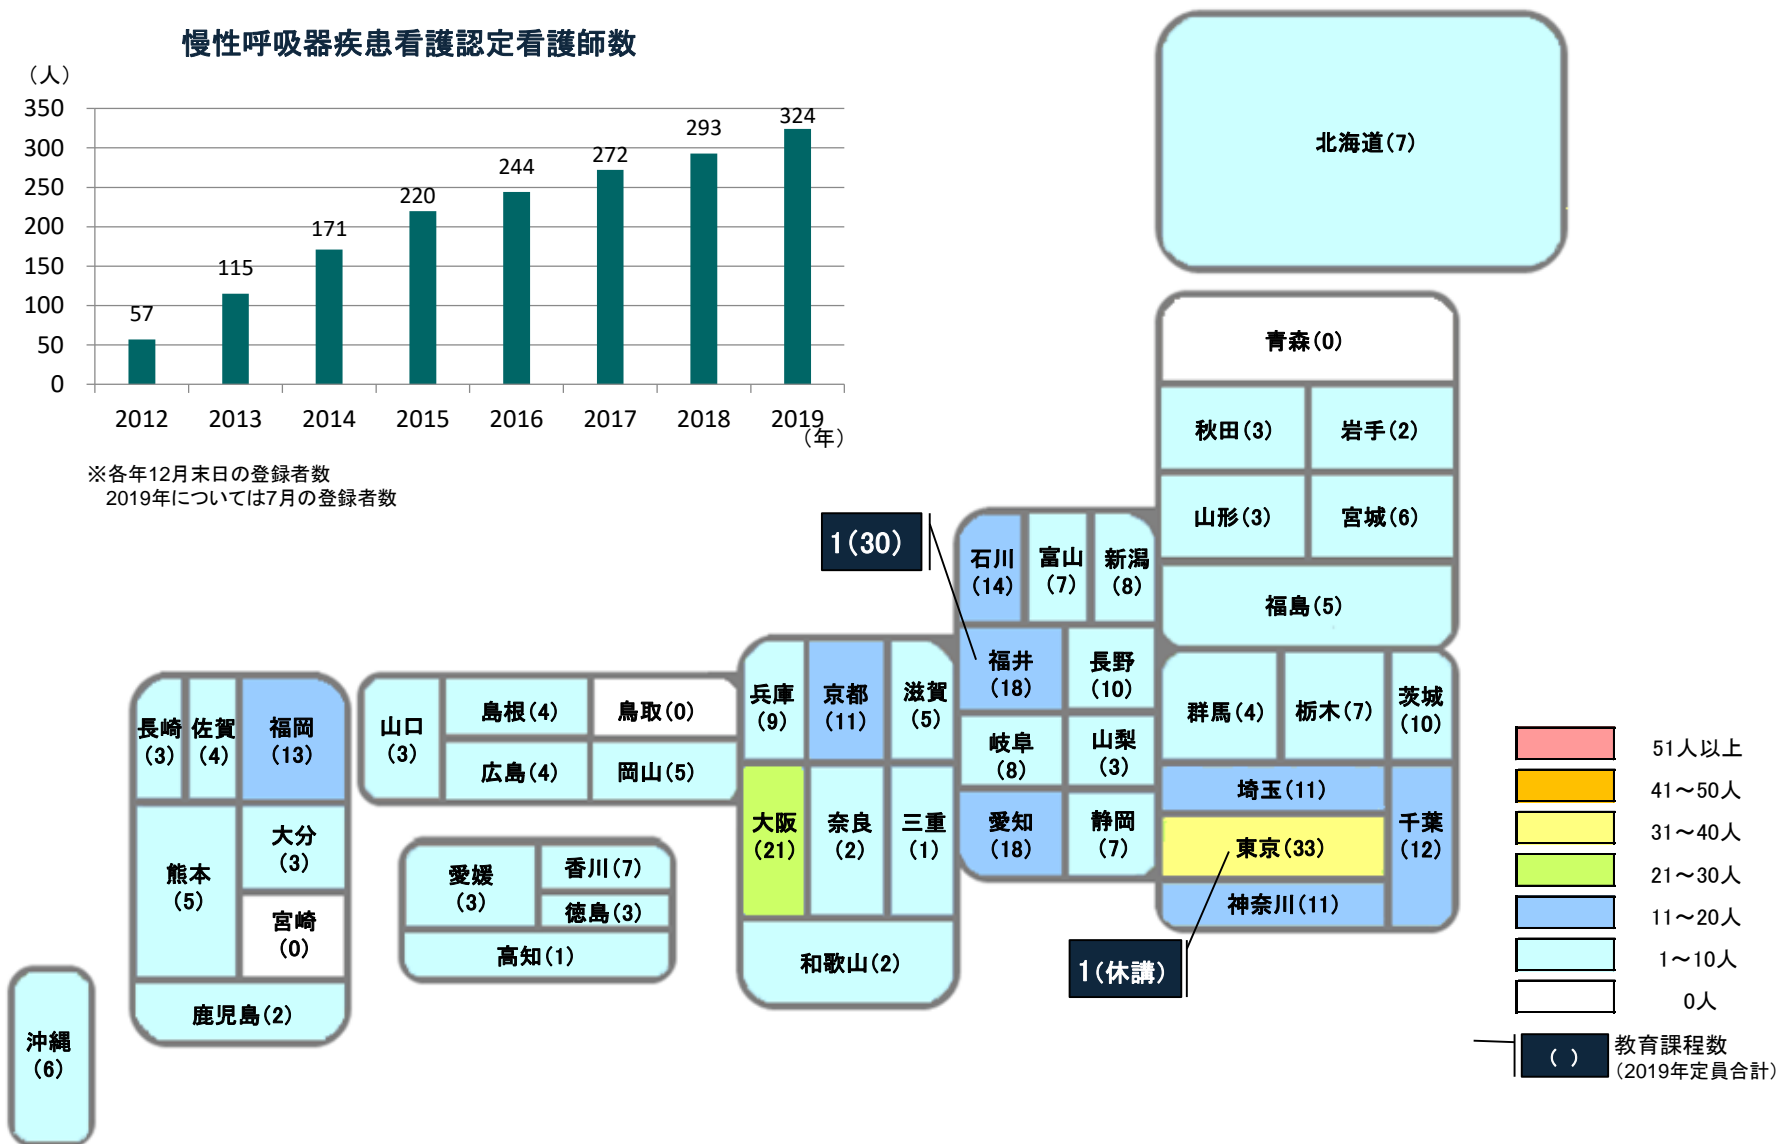 慢性呼吸器疾患看護認定看護師数
（人）
350
300
250
200
150
100
50
0
57
115
171
220
244
272
293
324
2012
2013
2014
2015
2016
2017
2018
2019
（年）
※各年12月末日の登録者数
2019年については7月の登録者数
北海道(7)
青森(0)
秋田(3)
岩手(2)
山形(3)
宮城(6)
福島(5)
1(30)
石川
(14)
富山
(7)
新潟
(8)
福井
(18)
長野
(10)
岐阜
(8)
山梨
(3)
愛知
(18)
静岡
(7)
群馬(4)
栃木(7)
茨城
(10)
埼玉(11)
東京(33)
神奈川(11)
千葉
(12)
1(休講)
兵庫
(9)
京都
(11)
滋賀
(5)
大阪
(21)
奈良
(2)
三重
(1)
和歌山(2)
山口
(3)
島根(4)
鳥取(0)
広島(4)
岡山(5)
愛媛
(3)
香川(7)
徳島(3)
高知(1)
長崎
(3)
佐賀
(4)
福岡
(13)
熊本
(5)
大分
(3)
宮崎
(0)
鹿児島(2)
沖縄
(6)
51人以上
41～50人
31～40人
21～30人
11～20人
1～10人
0人
( )
教育課程数
（2019年定員合計）